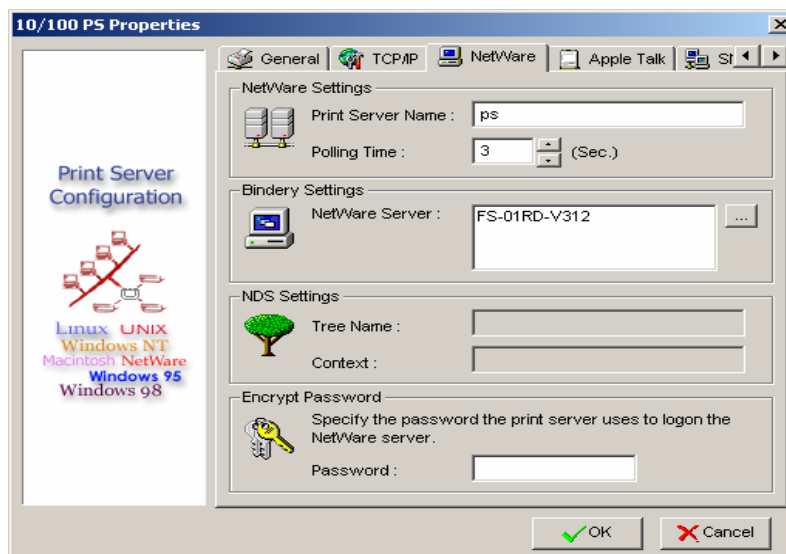 10/100 PS Properties
General
TCP/IP
NetWare
Apple Talk
Print Server
Configuration
Linux UNIX
Windows NT
Macintosh NetWare
Windows 95
Windows 98
NetWare Settings
Print Server Name :
ps
Polling Time :
3
(Sec.)
Bindery Settings
NetWare Server :
FS-01RD-V312
...
NDS Settings
Tree Name :
Context :
Encrypt Password
Specify the password the print server uses to logon the
NetWare server.
Password :
OK
Cancel